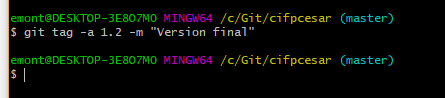 emont@DESKTOP-3E8O7MO MINGW64 /c/Git/cifpcesar (master)
$ git tag -a 1.2 -m "Version final"
emont@DESKTOP-3E8O7MO MINGW64 /c/Git/cifpcesar (master)
$